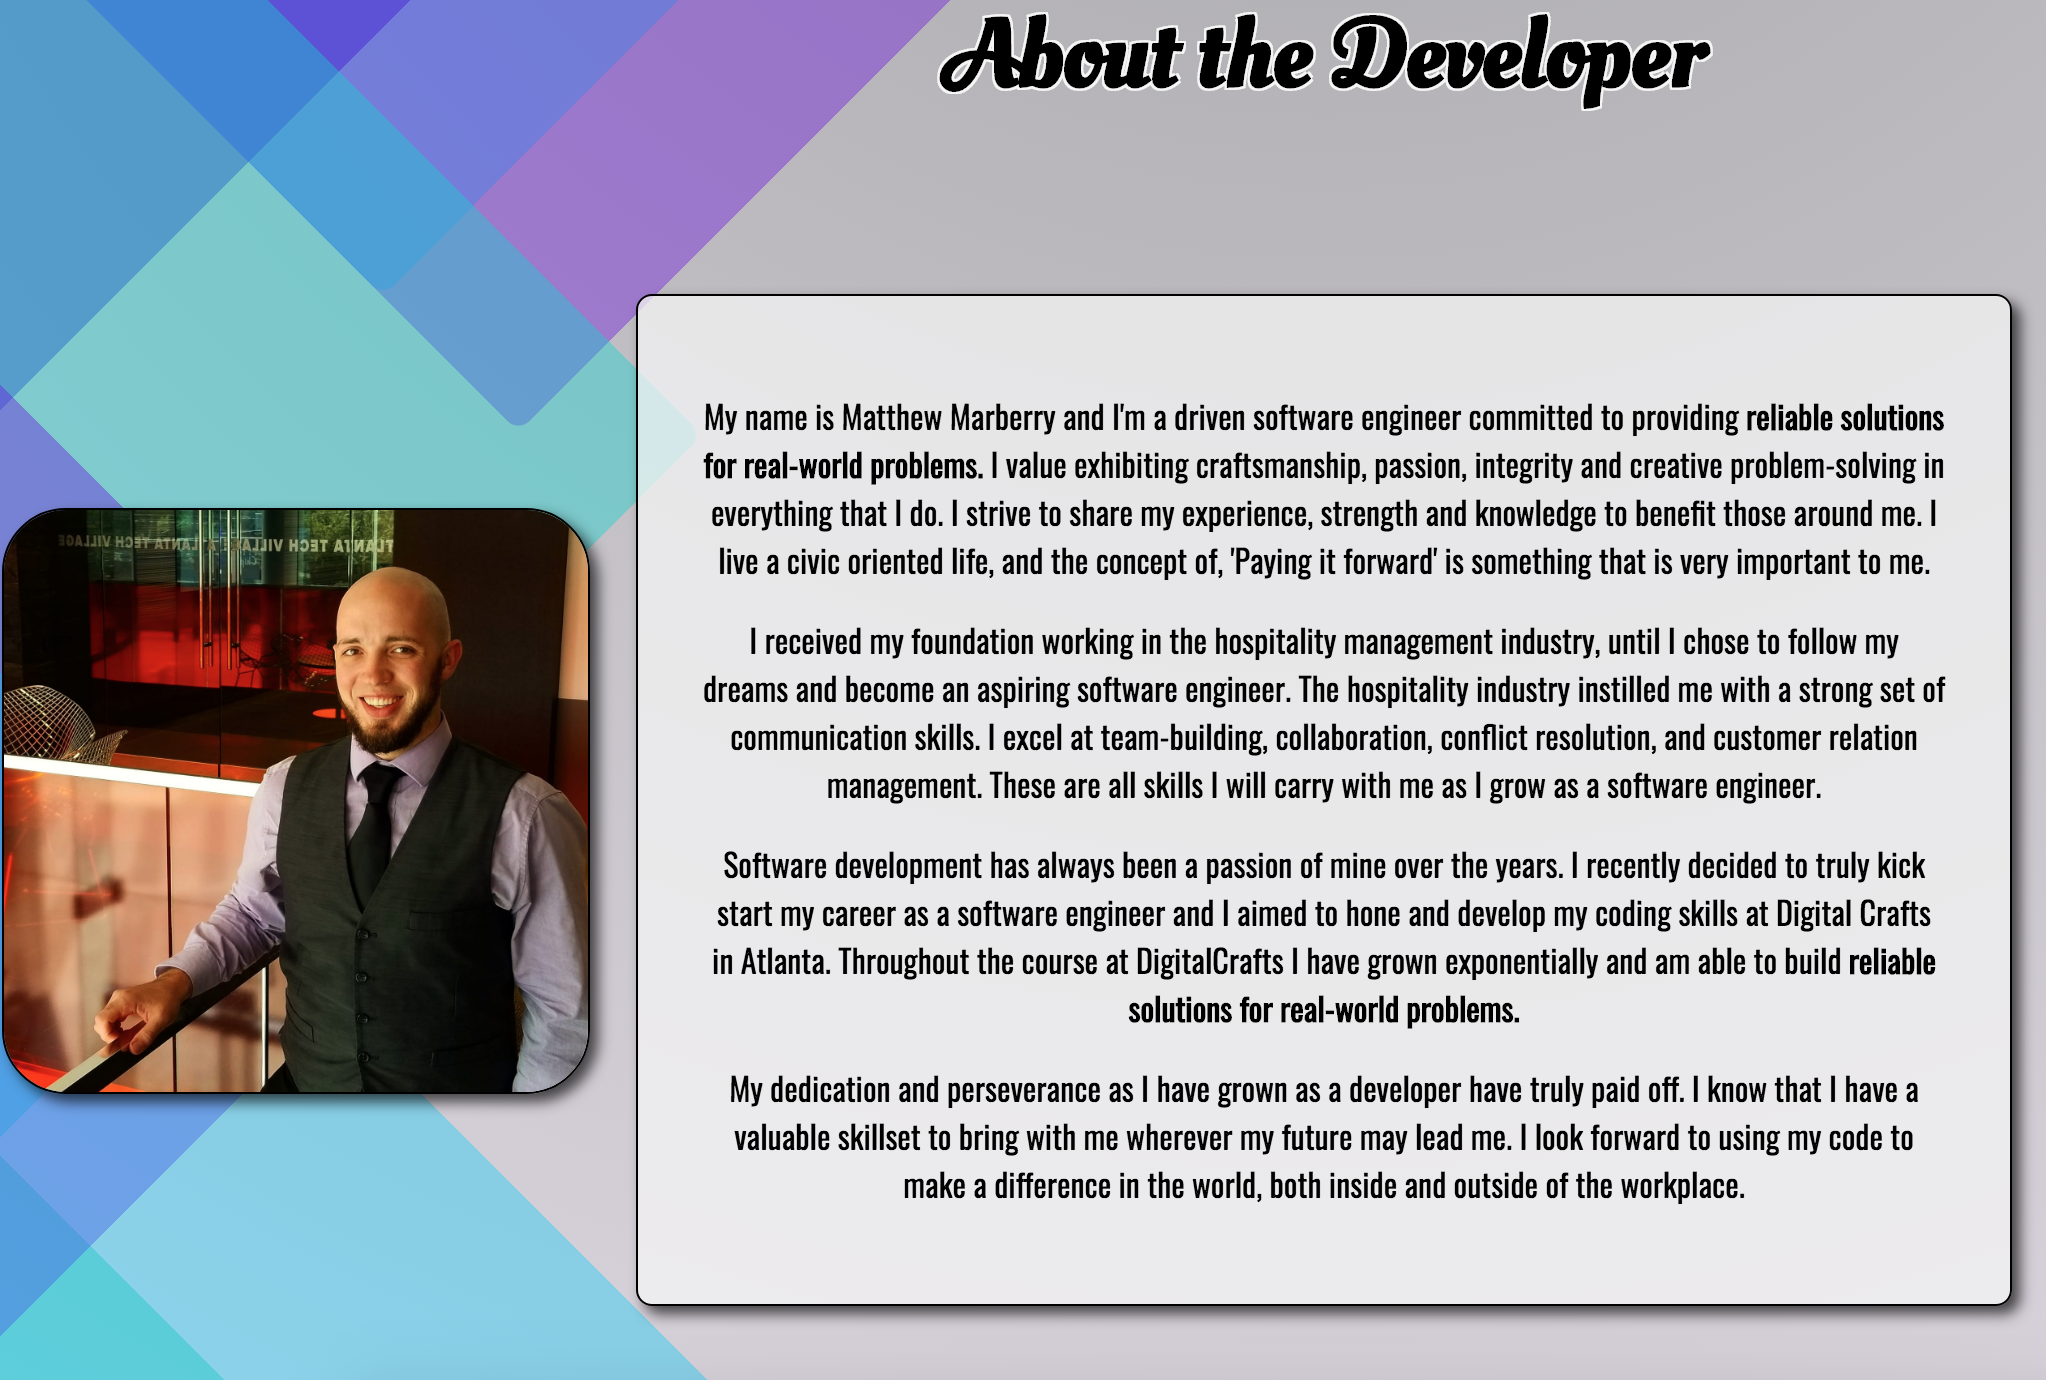 About the Developer
My name is Matthew Marberry and I'm a driven software engineer committed to providing reliable solutions
for real-world problems. I value exhibiting craftsmanship, passion, integrity and creative problem-solving in
everything that I do. I strive to share my experience, strength and knowledge to benefit those around me. I
live a civic oriented life, and the concept of, 'Paying it forward' is something that is very important to me.
I received my foundation working in the hospitality management industry, until I chose to follow my
dreams and become an aspiring software engineer. The hospitality industry instilled me with a strong set of
communication skills. I excel at team-building, collaboration, conflict resolution, and customer relation
management. These are all skills I will carry with me as I grow as a software engineer.
Software development has always been a passion of mine over the years. I recently decided to truly kick
start my career as a software engineer and I aimed to hone and develop my coding skills at Digital Crafts
in Atlanta. Throughout the course at DigitalCrafts I have grown exponentially and am able to build reliable
solutions for real-world problems.
My dedication and perseverance as I have grown as a developer have truly paid off. I know that I have a
valuable skillset to bring with me wherever my future may lead me. I look forward to using my code to
make a difference in the world, both inside and outside of the workplace.